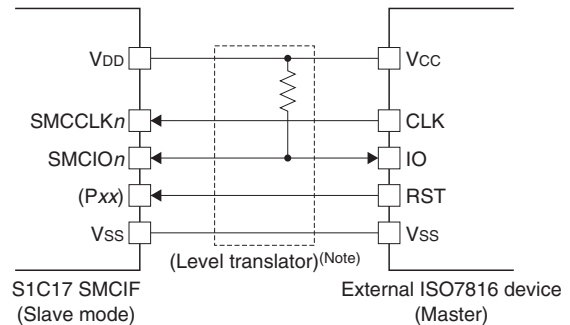 VDD VCC
SMCCLKn CLK
SMCIOn IO
(Pxx) RST
VSS VSS
(Level translator)(Note)
S1C17 SMCIF External ISO7816 device
(Slave mode) (Master)